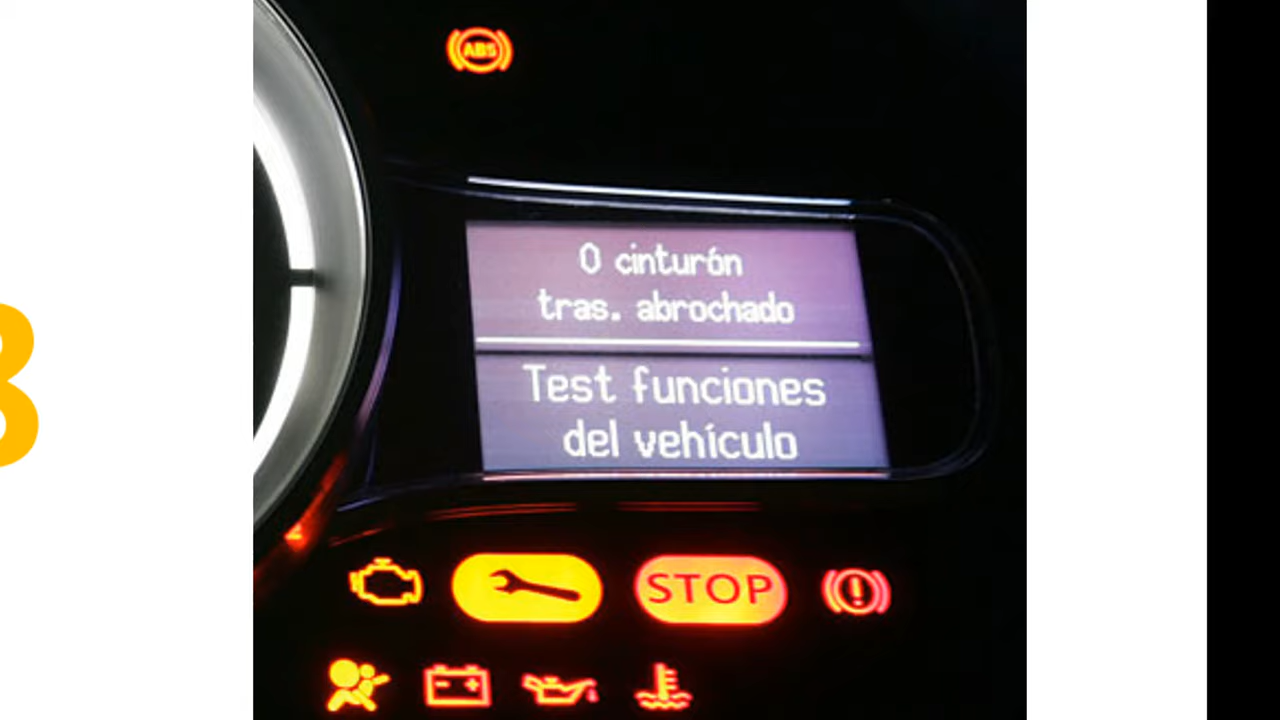 ABS
0 cinturón
tras. abrochado
Test funciones
del vehículo
STOP